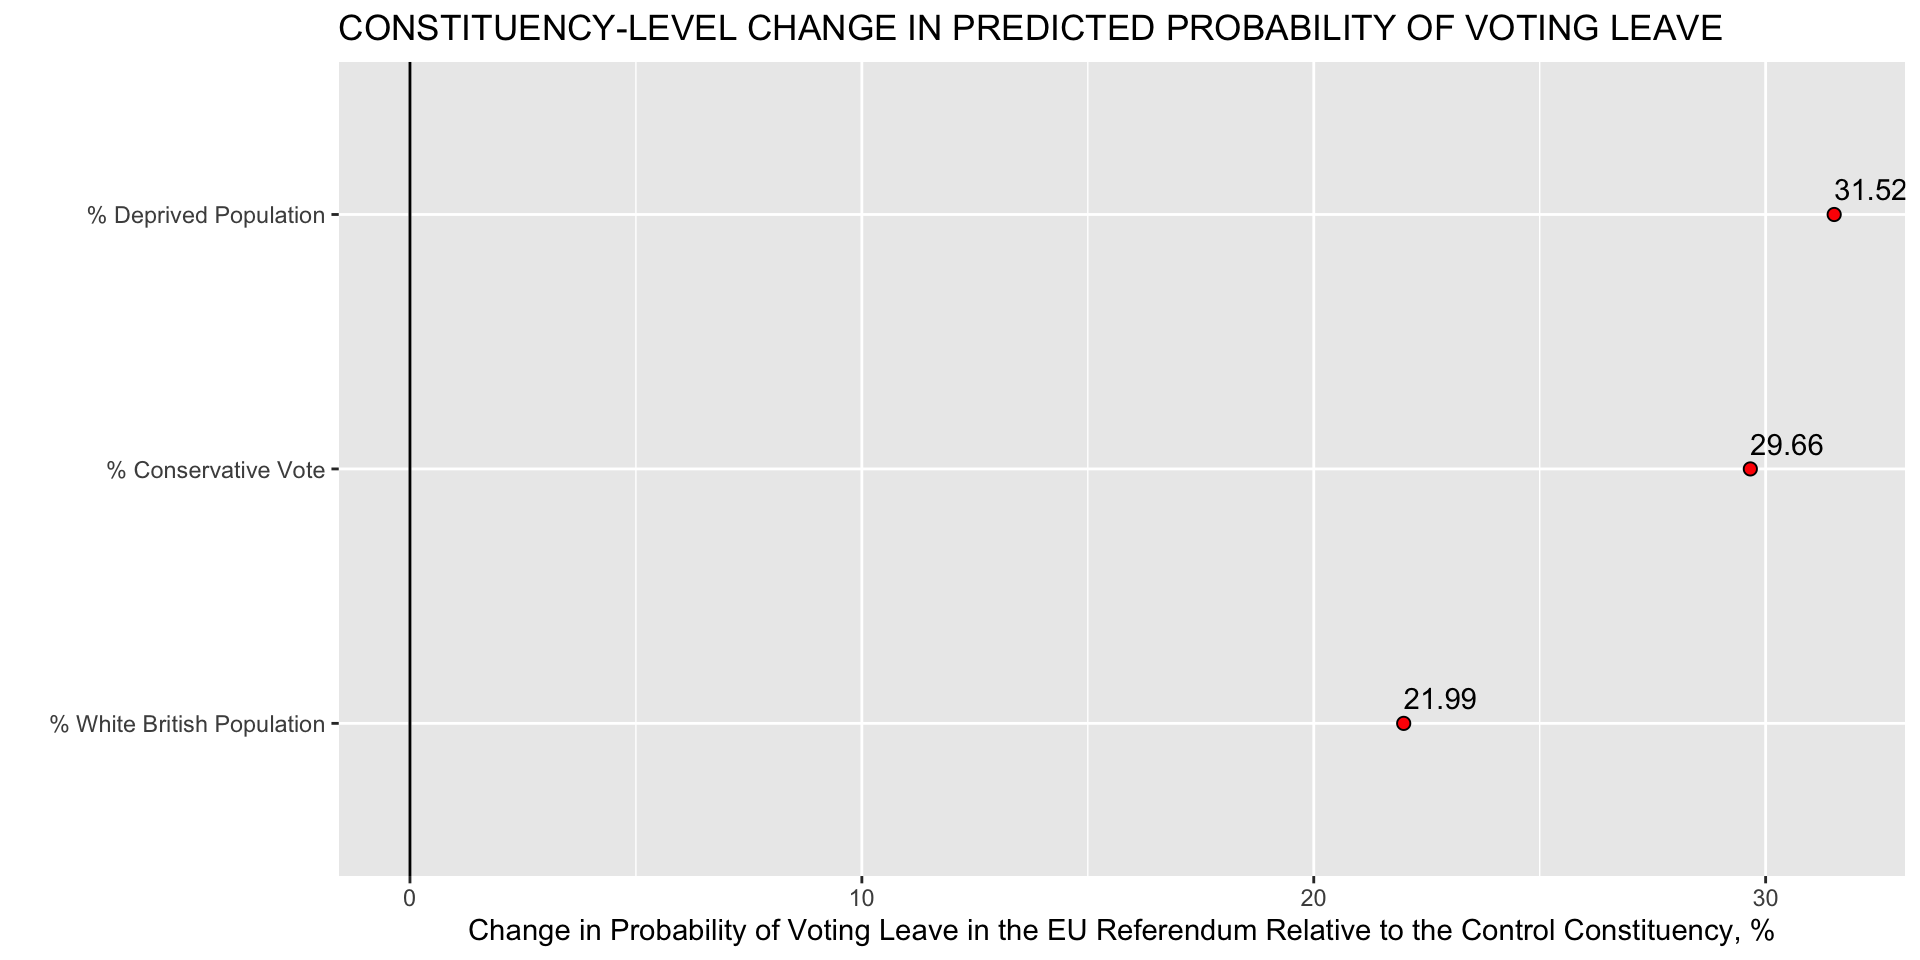 CONSTITUENCY-LEVEL CHANGE IN PREDICTED PROBABILITY OF VOTING LEAVE
% Deprived Population
31.52
% Conservative Vote
29.66
% White British Population
21.99
0 10 20 30
Change in Probability of Voting Leave in the EU Referendum Relative to the Control Constituency, %